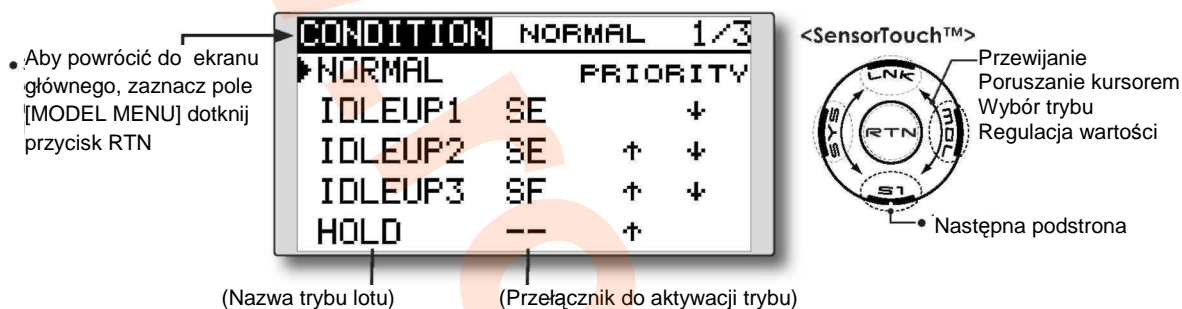 Aby powrócić do ekranu
głównego, zaznacz pole
[MODEL MENU] dotknij
przycisk RTN
CONDITION NORMAL 1/3
NORMAL PRIORITY
IDLEUP1 SE ↓
IDLEUP2 SE ↑ ↓
IDLEUP3 SF ↑ ↓
HOLD -- ↑
(Nazwa trybu lotu)
(Przełącznik do aktywacji trybu)
<SensorTouch™>
LNK
SYS
RTN
MDL
S1
Przewijanie
Poruszanie kursorem
Wybór trybu
Regulacja wartości
Następna podstrona